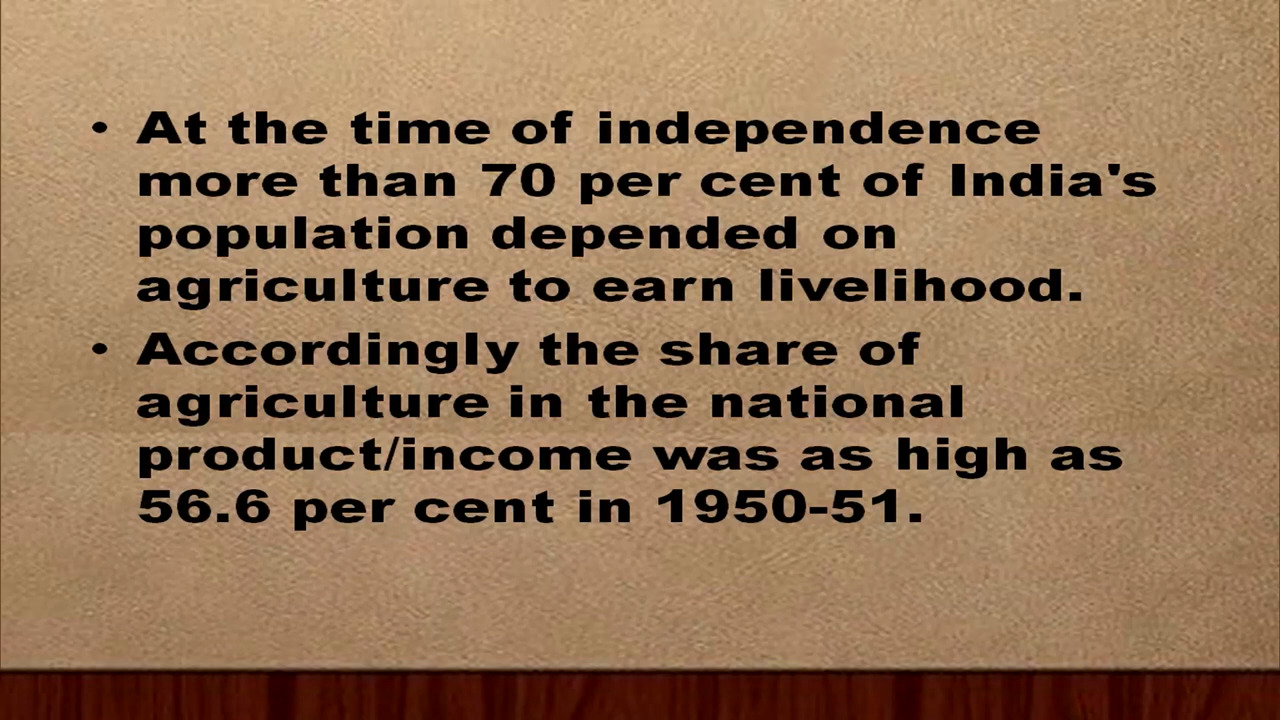 • At the time of independence
more than 70 per cent of India's
population depended on
agriculture to earn livelihood.
• Accordingly the share of
agriculture in the national
product/income was as high as
56.6 per cent in 1950-51.